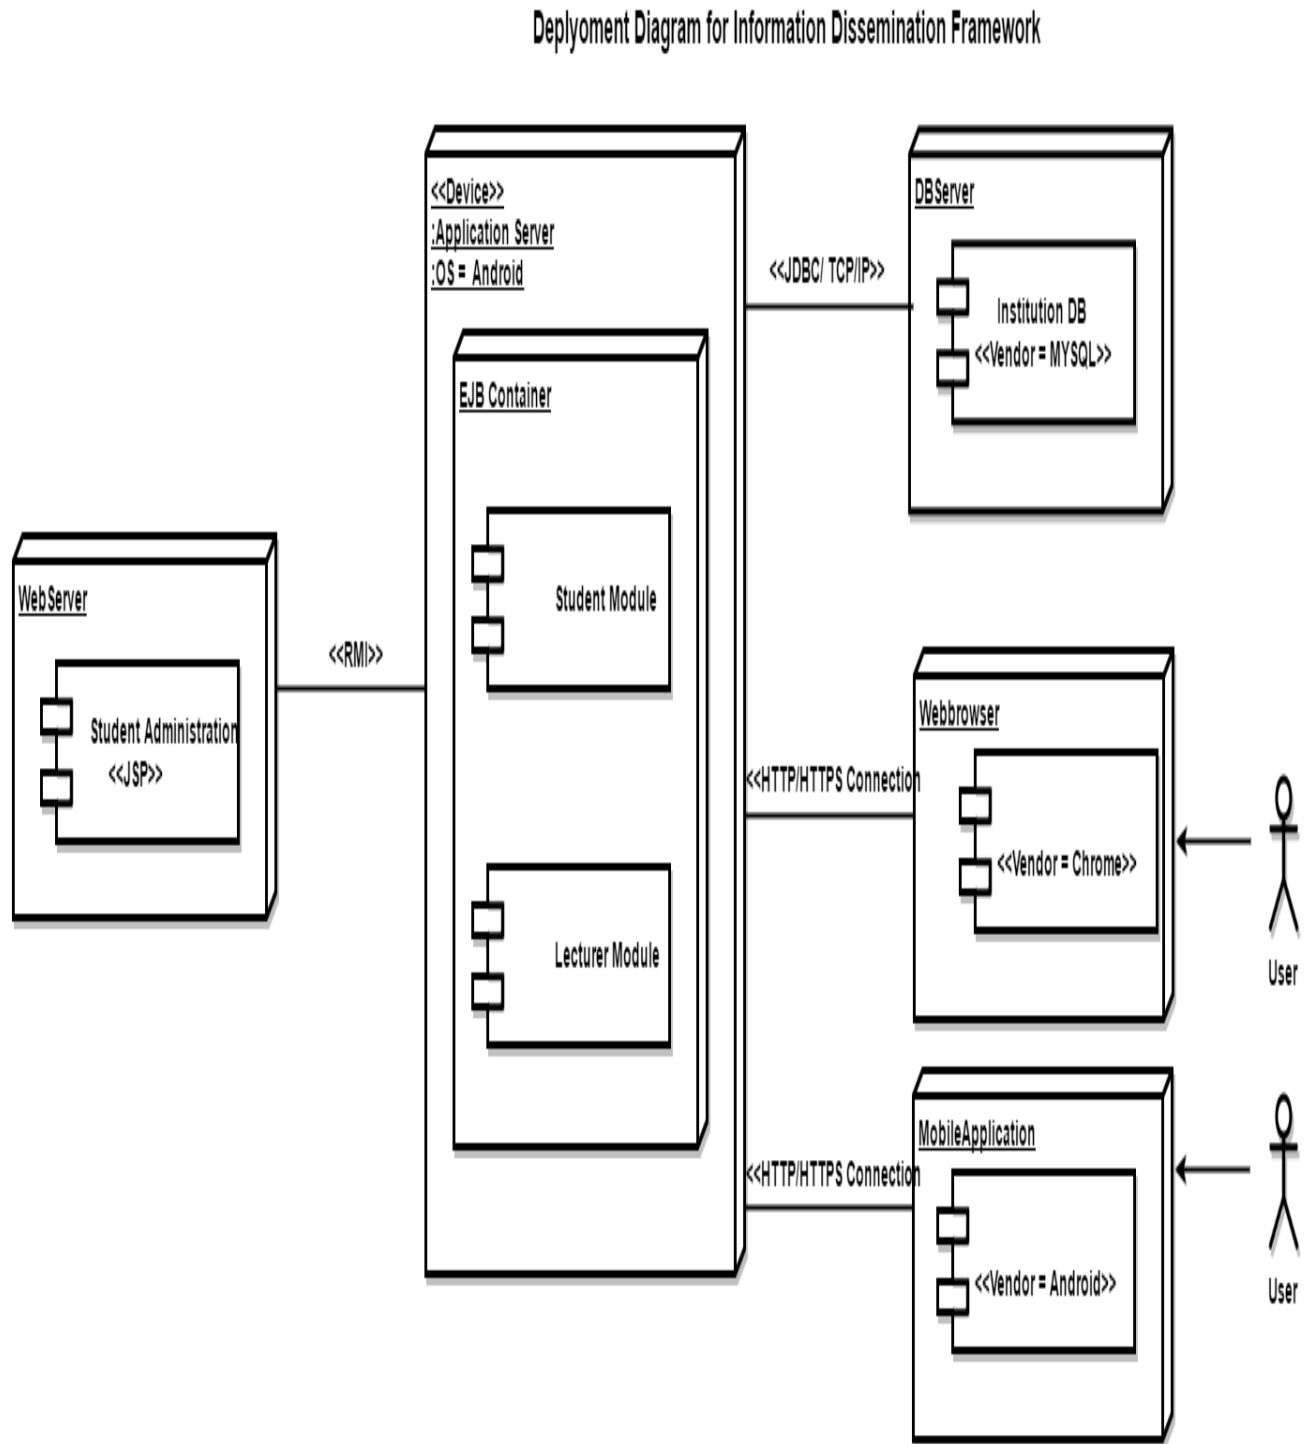 Deplyoment Diagram for Information Dissemination Framework
<<Device>>
:Application Server
:OS = Android
EJB Container
Student Module
Lecturer Module
WebServer
Student Administration
<<JSP>>
<<RMI>>
<<JDBC/ TCP/IP>>
DBServer
Institution DB
<<Vendor = MYSQL>>
<<HTTP/HTTPS Connection
Webbrowser
<<Vendor = Chrome>>
User
<<HTTP/HTTPS Connection
MobileApplication
<<Vendor = Android>>
User